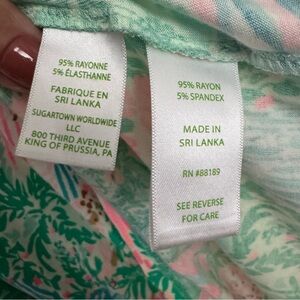 95% RAYONNE
5% ÉLASTHANNE
FABRIQUE EN
SRI LANKA
SUGARTOWN WORLDWIDE
LLC
800 THIRD AVENUE
KING OF PRUSSIA, PA
95% RAYON
5% SPANDEX
MADE IN
SRI LANKA
RN #88189
SEE REVERSE
FOR CARE